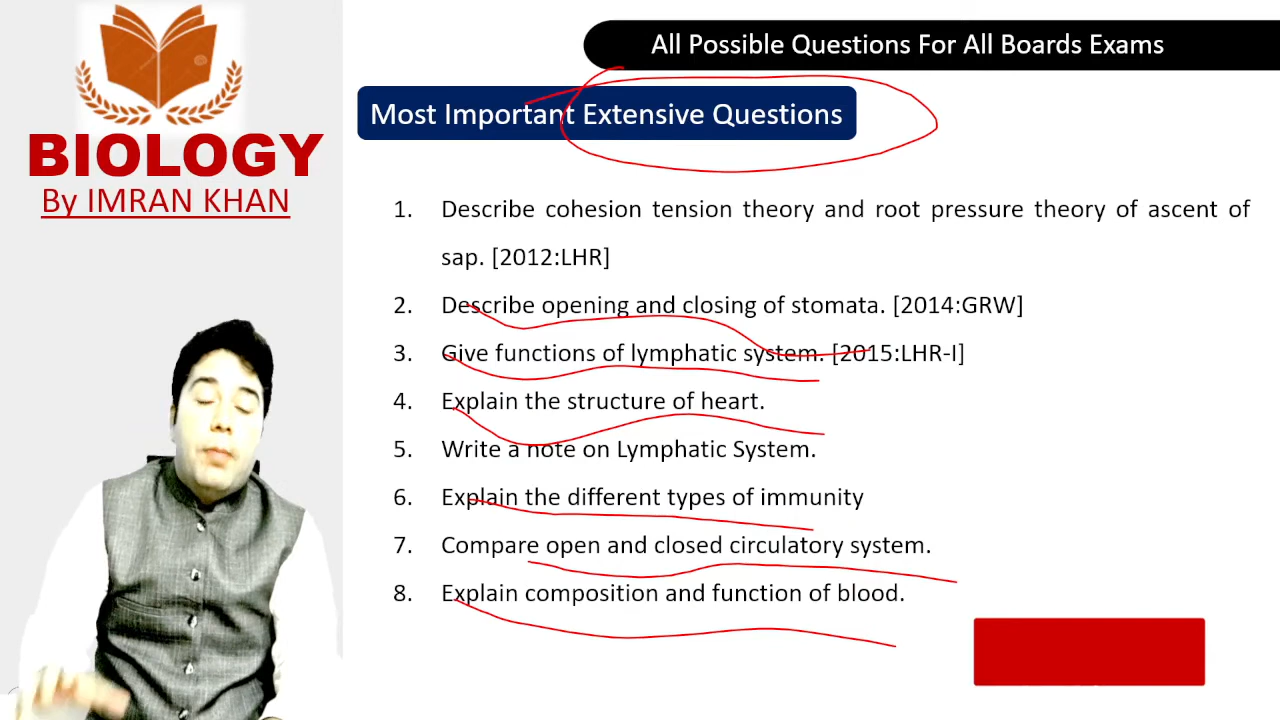 All Possible Questions For All Boards Exams
Most Important Extensive Questions
BIOLOGY
By IMRAN KHAN
1. Describe cohesion tension theory and root pressure theory of ascent of
sap. [2012:LHR]
2. Describe opening and closing of stomata. [2014:GRW]
3. Give functions of lymphatic system. [2015:LHR-I]
4. Explain the structure of heart.
5. Write a note on Lymphatic System.
6. Explain the different types of immunity
7. Compare open and closed circulatory system.
8. Explain composition and function of blood.